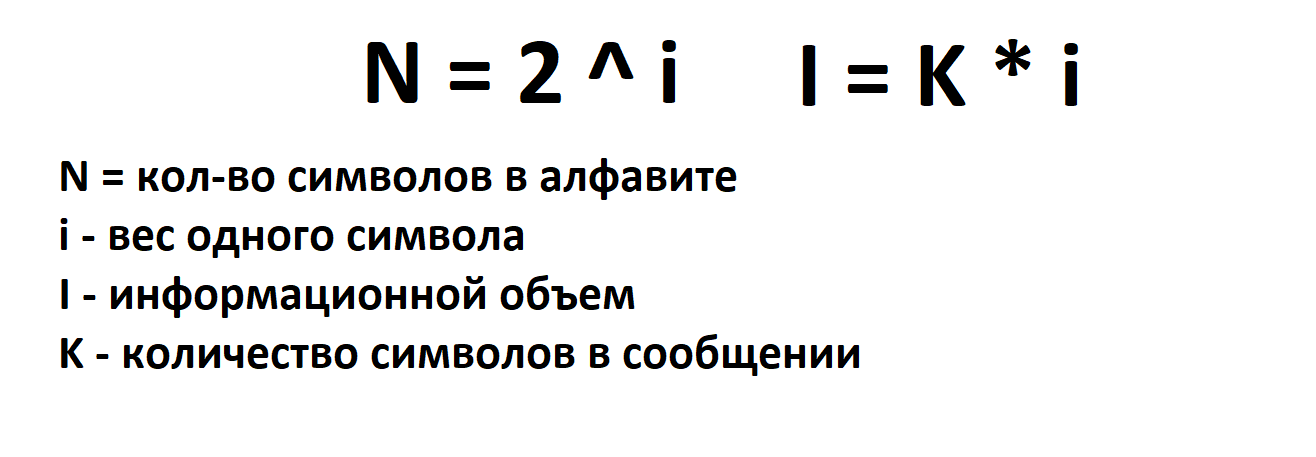 N = 2 ^ i I = K * i
N = кол-во символов в алфавите
i - вес одного символа
I - информационной объем
K - количество символов в сообщении